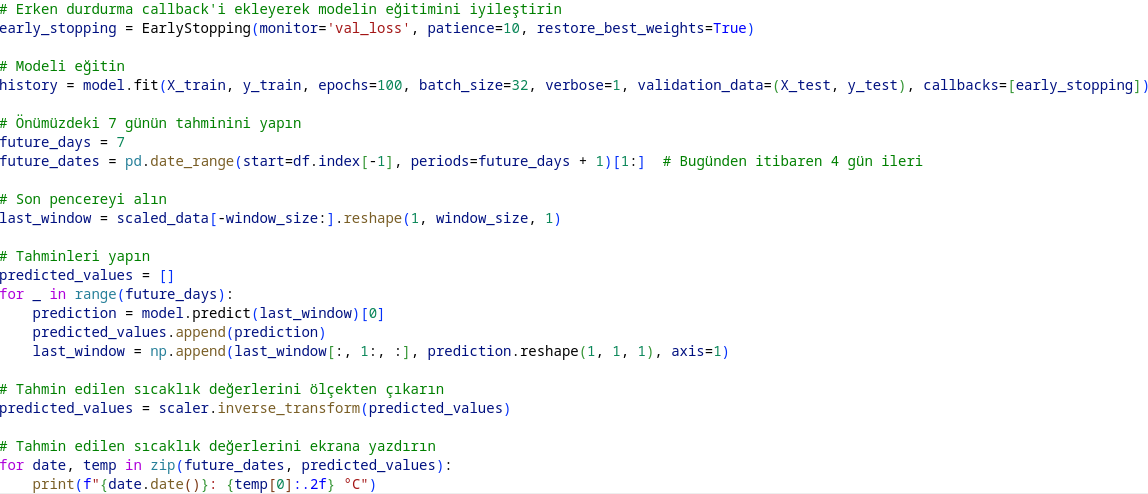 # Erken durdurma callback'i ekleyerek modelin eğitimini iyileştirin
early_stopping = EarlyStopping(monitor='val_loss', patience=10, restore_best_weights=True)
# Modeli eğitin
history = model.fit(X_train, y_train, epochs=100, batch_size=32, verbose=1, validation_data=(X_test, y_test), callbacks=[early_stopping])
# Önümüzdeki 7 günün tahminini yapın
future_days = 7
future_dates = pd.date_range(start=df.index[-1], periods=future_days + 1)[1:]  # Bugünden itibaren 4 gün ileri
# Son pencereyi alın
last_window = scaled_data[-window_size:].reshape(1, window_size, 1)
# Tahminleri yapın
predicted_values = []
for _ in range(future_days):
    prediction = model.predict(last_window)[0]
    predicted_values.append(prediction)
    last_window = np.append(last_window[:, 1:, :], prediction.reshape(1, 1, 1), axis=1)
# Tahmin edilen sıcaklık değerlerini ölçekten çıkarın
predicted_values = scaler.inverse_transform(predicted_values)
# Tahmin edilen sıcaklık değerlerini ekrana yazdırın
for date, temp in zip(future_dates, predicted_values):
    print(f"{date.date()}: {temp[0]:.2f} °C")